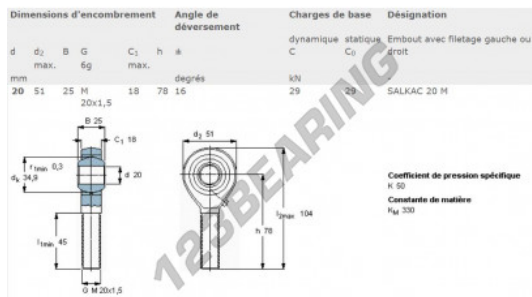 Dimensions d'encombrement Angle de déversement Charges de base Désignation
dynamique statique Embout avec filetage gauche ou droit
d d₂ B G C₁ h C C₀
max. 6g max.
mm degrés kN
20 51 25 M 20x1,5 18 78 16 29 29 SALKAC 20 M
B 25
C₁ 18
d₂ 51
r₁min 0,3
dk 34,9
d 20
l₁min 45
G M 20x1,5
h 78
l₂max 104
Coefficient de pression spécifique
K 50
Constante de matière
KM 330
123BEARING